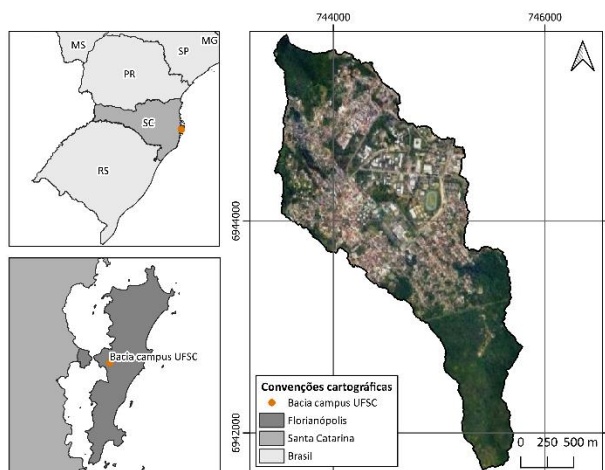 MS
SP
MG
PR
SC
RS
Bacia campus UFSC
744000
746000
6944000
6942000
Convenções cartográficas
Bacia campus UFSC
Florianópolis
Santa Catarina
Brasil
0 250 500 m